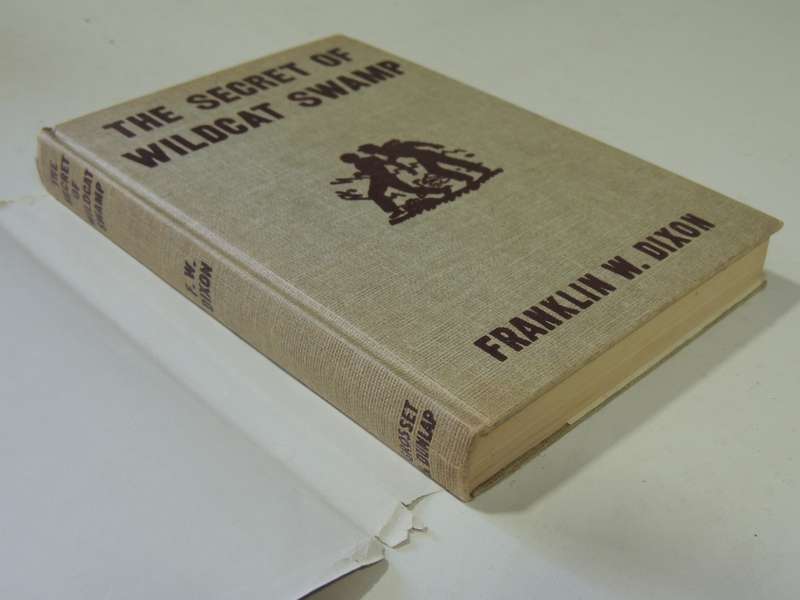 THE SECRET OF
WILDCAT SWAMP
FRANKLIN W. DIXON
THE
SECRET
OF
WILDCAT
SWAMP
F. W.
DIXON
GROSSET
& DUNLAP